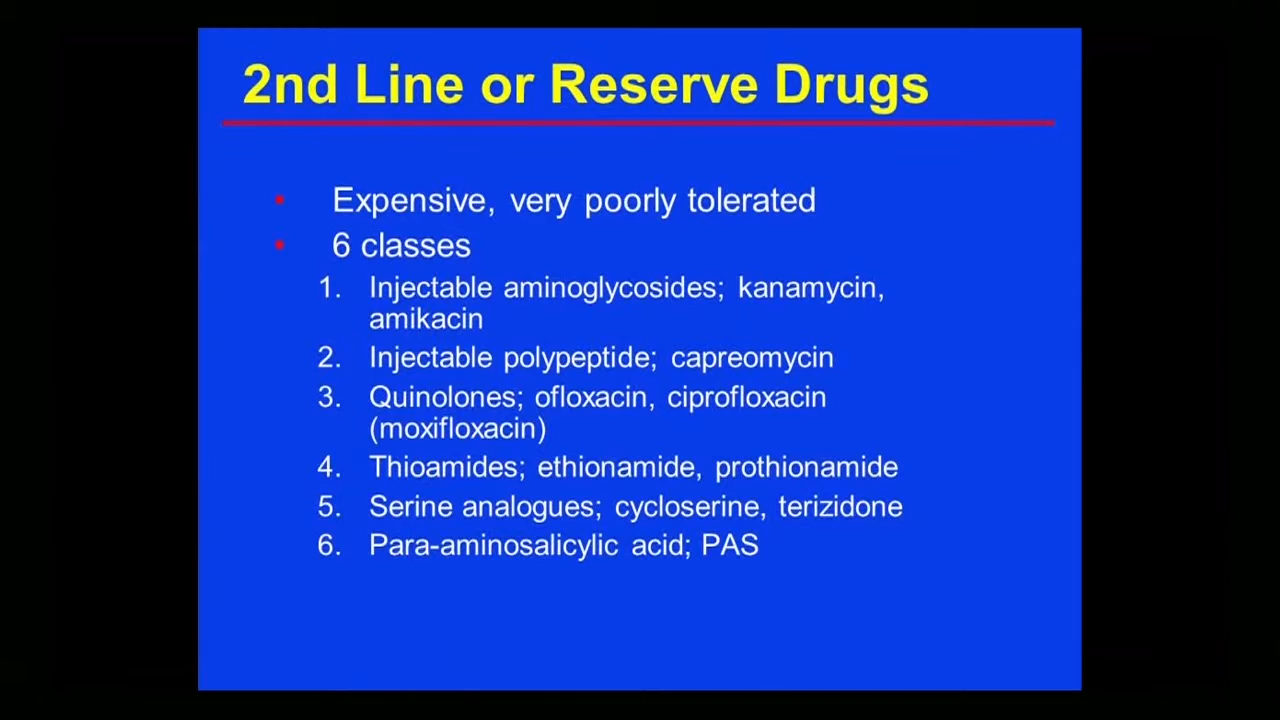 2nd Line or Reserve Drugs
• Expensive, very poorly tolerated
• 6 classes
1. Injectable aminoglycosides; kanamycin,
amikacin
2. Injectable polypeptide; capreomycin
3. Quinolones; ofloxacin, ciprofloxacin
(moxifloxacin)
4. Thioamides; ethionamide, prothionamide
5. Serine analogues; cycloserine, terizidone
6. Para-aminosalicylic acid; PAS